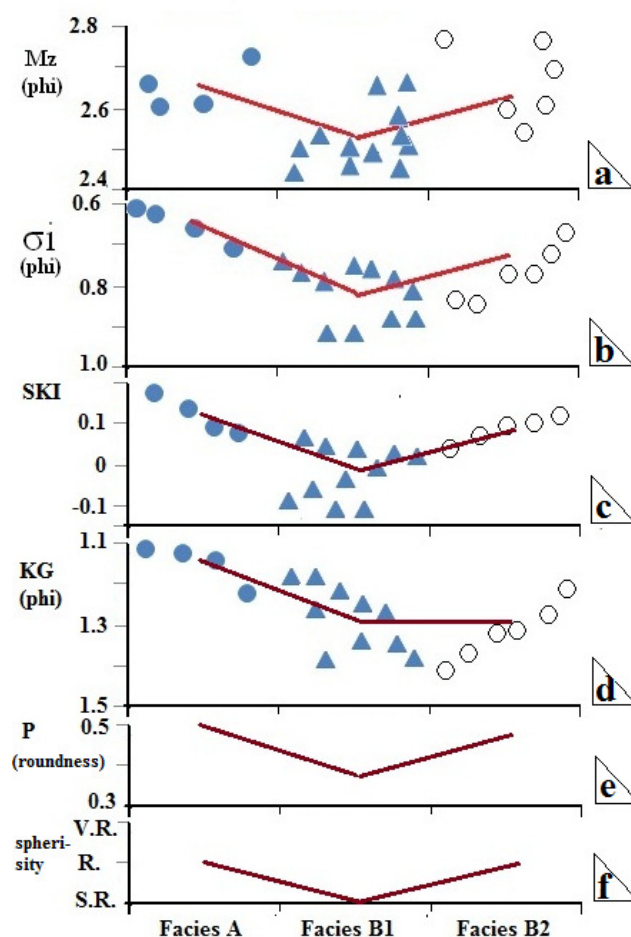 2.8
Mz
(phi)
2.6
2.4
a
0.6
σi
(phi)
0.8
1.0
b
SKI
0.1
0
-0.1
c
1.1
KG
(phi)
1.3
1.5
d
0.5
P
(roundness)
0.3
e
V.R.
spheri-
sity
R.
S.R.
f
Facies A Facies B1 Facies B2